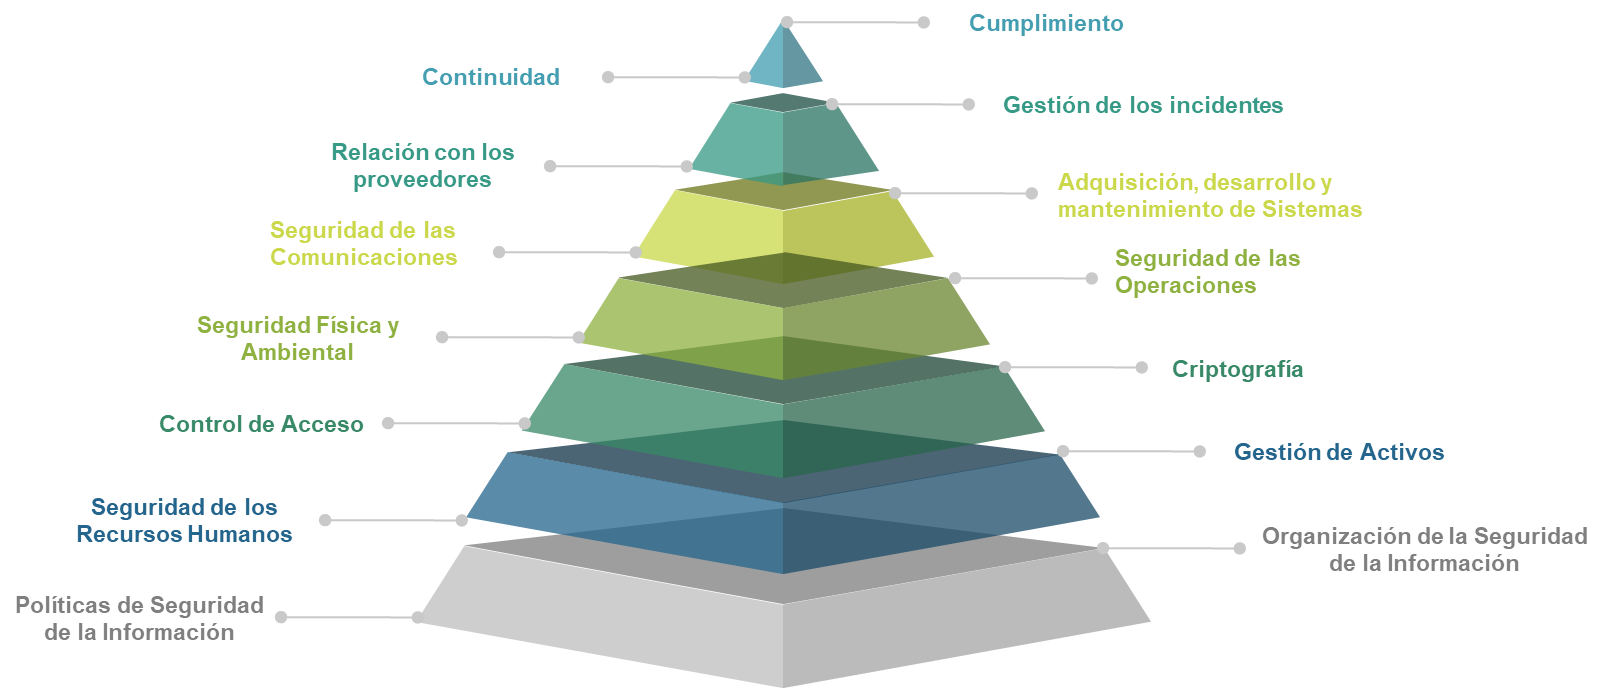 Cumplimiento
Continuidad
Gestión de los incidentes
Relación con los
proveedores
Adquisición, desarrollo y
mantenimiento de Sistemas
Seguridad de las
Comunicaciones
Seguridad de las
Operaciones
Seguridad Física y
Ambiental
Criptografía
Control de Acceso
Gestión de Activos
Seguridad de los
Recursos Humanos
Organización de la Seguridad
de la Información
Políticas de Seguridad
de la Información